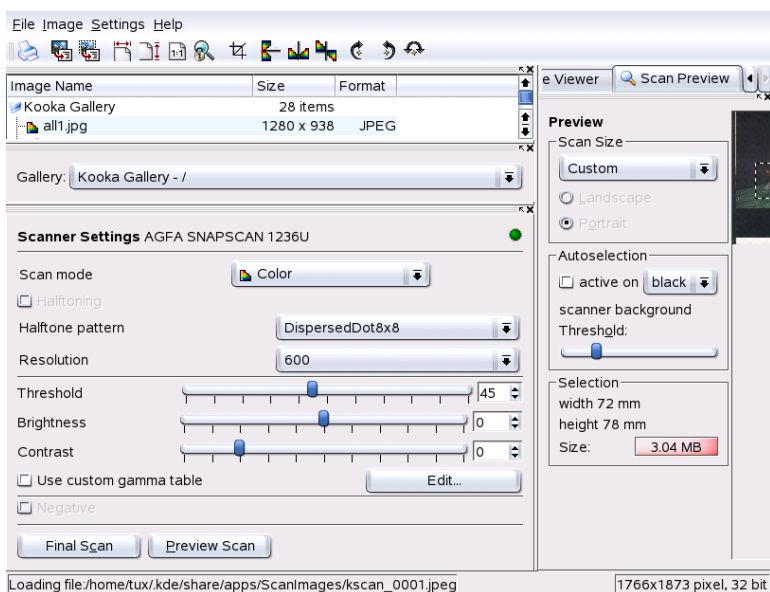 File Image Settings Help
Image Name Size Format
Kooka Gallery 28 items
all1.jpg 1280 x 938 JPEG
Gallery: Kooka Gallery - /
Scanner Settings AGFA SNAPSCAN 1236U
Scan mode Color
Halftoning
Halftone pattern DispersedDot8x8
Resolution 600
Threshold 45
Brightness 0
Contrast 0
Use custom gamma table Edit...
Negative
Final Scan Preview Scan
e Viewer Scan Preview
Preview
Scan Size
Custom
Landscape
Portrait
Autoselection
active on black
scanner background
Threshold:
Selection
width 72 mm
height 78 mm
Size: 3.04 MB
Loading file:/home/tux/.kde/share/apps/ScanImages/kscan_0001.jpeg 1766x1873 pixel, 32 bit